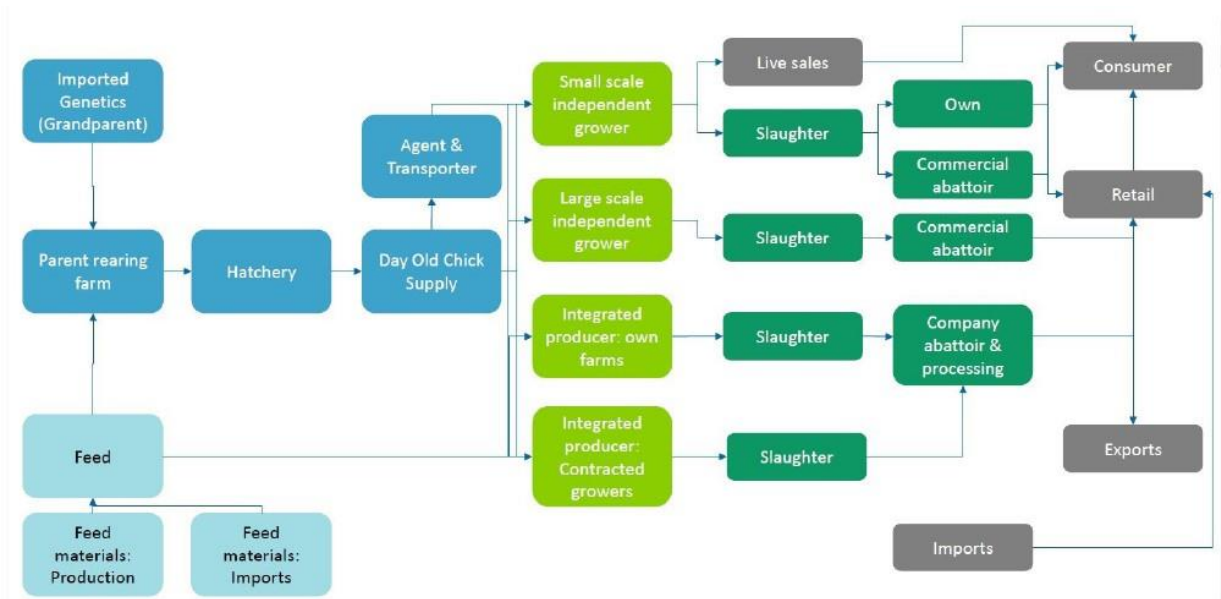 Imported
Genetics
(Grandparent)
Parent rearing
farm
Hatchery
Agent &
Transporter
Day Old Chick
Supply
Feed
Feed
materials:
Production
Feed
materials:
Imports
Small scale
independent
grower
Large scale
independent
grower
Integrated
producer: own
farms
Integrated
producer:
Contracted
growers
Live sales
Slaughter
Slaughter
Slaughter
Slaughter
Own
Commercial
abattoir
Commercial
abattoir
Company
abattoir &
processing
Consumer
Retail
Exports
Imports